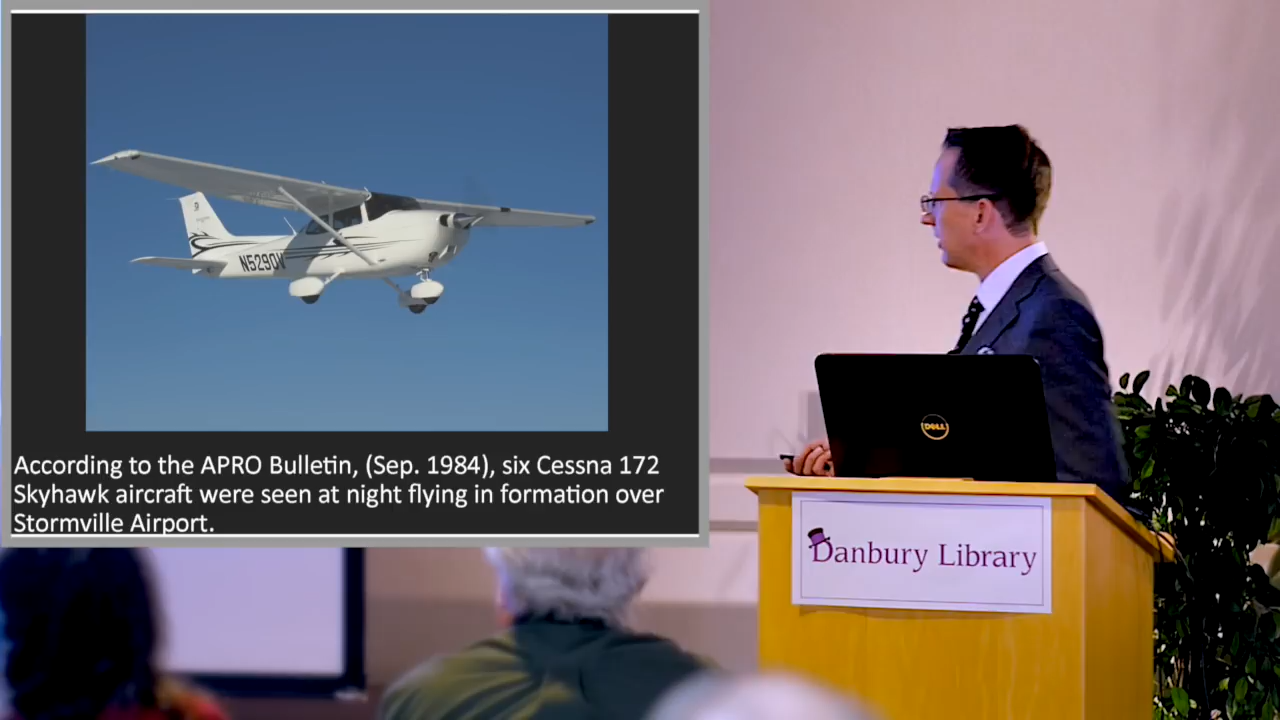 N5290W
According to the APRO Bulletin, (Sep. 1984), six Cessna 172
Skyhawk aircraft were seen at night flying in formation over
Stormville Airport.
DELL
Danbury Library